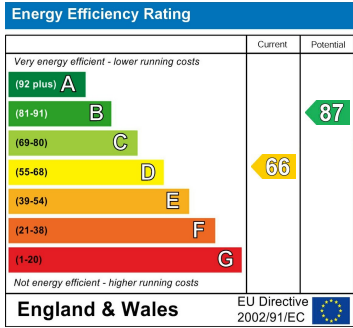 Energy Efficiency Rating
Current Potential
Very energy efficient - lower running costs
(92 plus) A
(81-91) B
87
(69-80) C
(55-68) D
66
(39-54) E
(21-38) F
(1-20) G
Not energy efficient - higher running costs
England & Wales
EU Directive
2002/91/EC